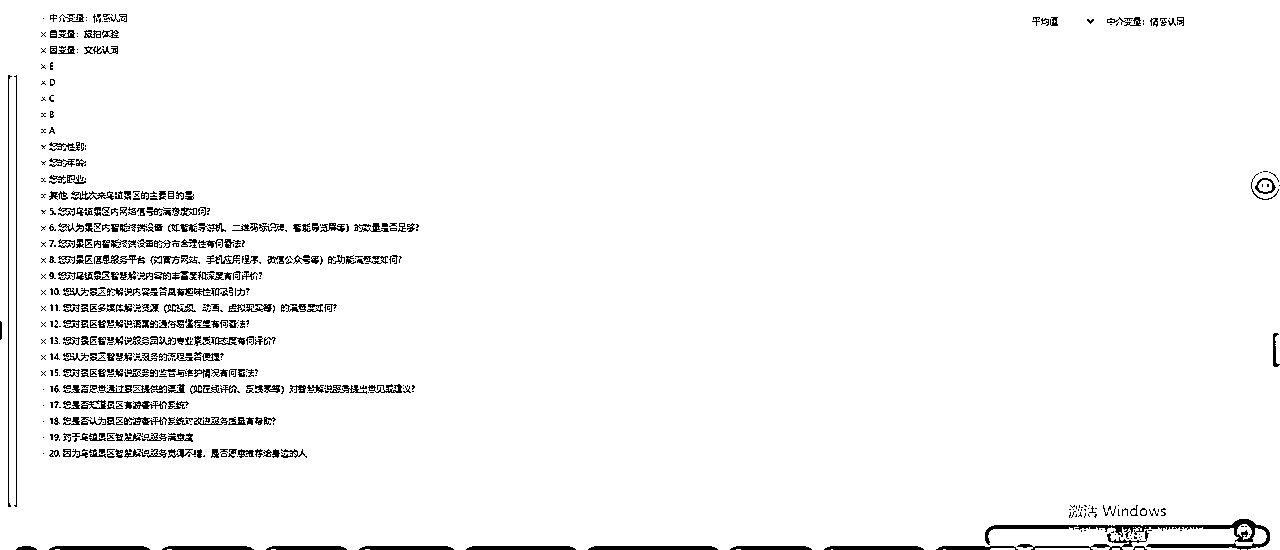 中介变量：情感认同
平均值 中介变量：情感认同
× 自变量：旅拍体验
× 因变量：文化认同
× E
× D
× C
× B
× A
× 您的性别:
× 您的年龄:
× 您的职业:
× 其他. 您此次来乌镇景区的主要目的是:
× 5. 您对乌镇景区内网络信号的满意度如何?
× 6. 您认为景区内智能终端设备（如智能导游机、二维码标识牌、智能导览屏等）的数量是否足够?
× 7. 您对景区内智能终端设备的分布合理性有何看法?
× 8. 您对景区信息服务平台（如官方网站、手机应用程序、微信公众号等）的功能满意度如何?
× 9. 您对乌镇景区智慧解说内容的丰富度和深度有何评价?
× 10. 您认为景区的解说内容是否具有趣味性和吸引力?
× 11. 您对景区多媒体解说资源（如视频、动画、虚拟现实等）的满意度如何?
× 12. 您对景区智慧解说语言的通俗易懂程度有何看法?
× 13. 您对景区智慧解说服务团队的专业素质和态度有何评价?
× 14. 您认为景区智慧解说服务的流程是否便捷?
× 15. 您对景区智慧解说服务的监管与维护情况有何看法?
16. 您是否愿意通过景区提供的渠道（如在线评价、反馈表等）对智慧解说服务提出意见或建议?
17. 您是否知道景区有游客评价系统?
18. 您是否认为景区的游客评价系统对改进服务质量有帮助?
19. 对于乌镇景区智慧解说服务满意度
20. 因为乌镇景区智慧解说服务觉得不错，是否愿意推荐给身边的人
激活 Windows